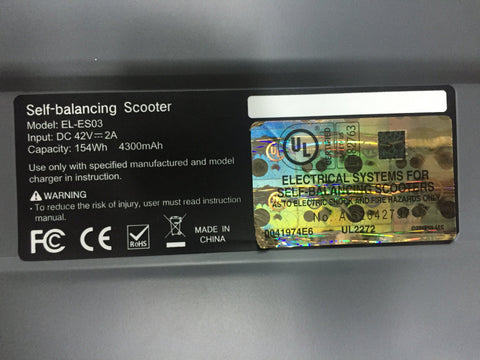 Self-balancing Scooter
Model: EL-ES03
Input: DC 42V⎓2A
Capacity: 154Wh 4300mAh
Use only with specified manufactured and model
charger in instruction.
WARNING
· To reduce the risk of injury, user must read instruction
manual.
FC CE RoHS
MADE IN
CHINA
UL
UL
ELECTRICAL SYSTEMS FOR
SELF-BALANCING SCOOTERS
AS TO ELECTRIC SHOCK AND FIRE HAZARDS ONLY
No.
0041974E6 UL2272